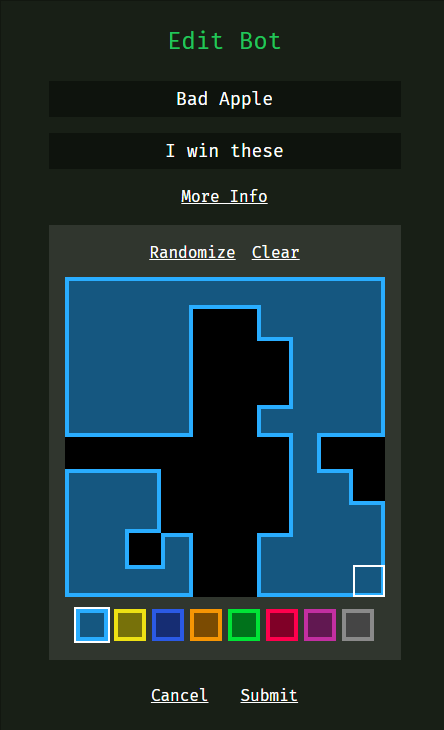 Edit Bot
Bad Apple
I win these
More Info
Randomize Clear
Cancel Submit